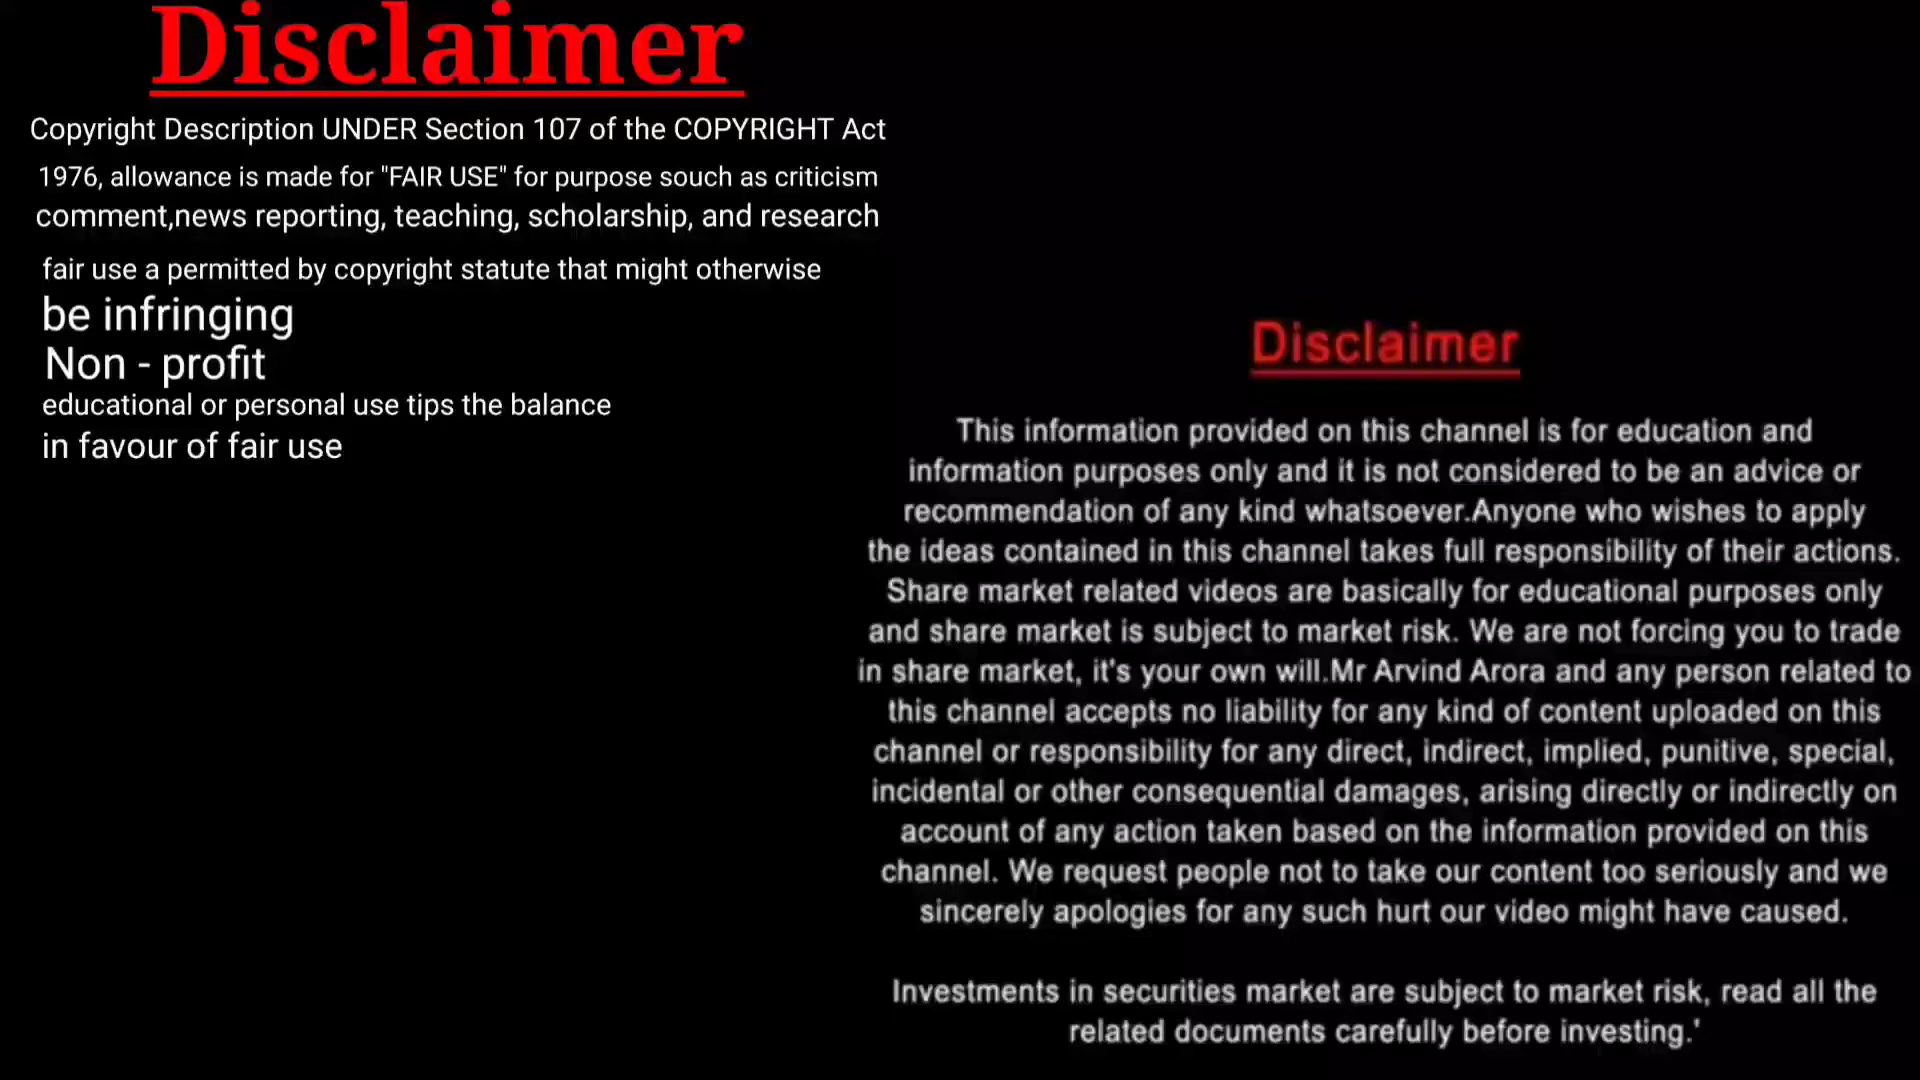 Disclaimer
Copyright Description UNDER Section 107 of the COPYRIGHT Act
1976, allowance is made for "FAIR USE" for purpose souch as criticism
comment,news reporting, teaching, scholarship, and research
fair use a permitted by copyright statute that might otherwise
be infringing
Non - profit
educational or personal use tips the balance
in favour of fair use
Disclaimer
This information provided on this channel is for education and
information purposes only and it is not considered to be an advice or
recommendation of any kind whatsoever.Anyone who wishes to apply
the ideas contained in this channel takes full responsibility of their actions.
Share market related videos are basically for educational purposes only
and share market is subject to market risk. We are not forcing you to trade
in share market, it's your own will.Mr Arvind Arora and any person related to
this channel accepts no liability for any kind of content uploaded on this
channel or responsibility for any direct, indirect, implied, punitive, special,
incidental or other consequential damages, arising directly or indirectly on
account of any action taken based on the information provided on this
channel. We request people not to take our content too seriously and we
sincerely apologies for any such hurt our video might have caused.
Investments in securities market are subject to market risk, read all the
related documents carefully before investing.'